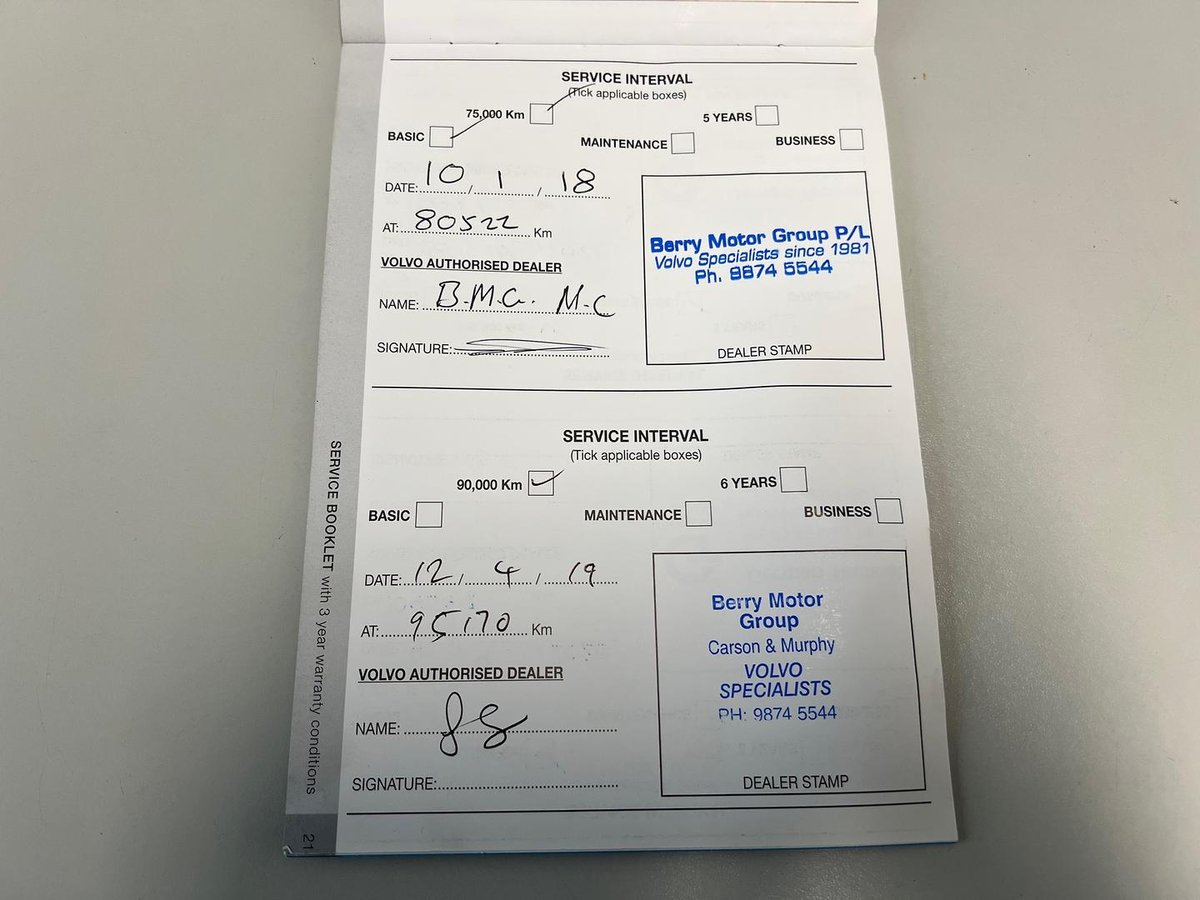 SERVICE INTERVAL
(Tick applicable boxes)
75,000 Km 5 YEARS
BASIC MAINTENANCE BUSINESS
DATE: 10 / 1 / 18
AT: 80522 Km
VOLVO AUTHORISED DEALER
NAME: B.M.G. M.C
SIGNATURE:
Berry Motor Group P/L
Volvo Specialists since 1981
Ph. 9874 5544
DEALER STAMP
SERVICE INTERVAL
(Tick applicable boxes)
90,000 Km 6 YEARS
BASIC MAINTENANCE BUSINESS
DATE: 12 / 4 / 19
AT: 95170 Km
VOLVO AUTHORISED DEALER
NAME:
SIGNATURE:
Berry Motor
Group
Carson & Murphy
VOLVO
SPECIALISTS
PH: 9874 5544
DEALER STAMP
SERVICE BOOKLET with 3 year warranty conditions
21